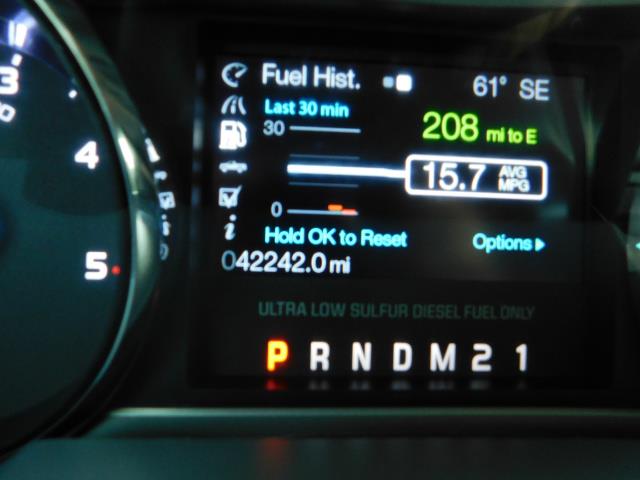 3
4
5
Fuel Hist.
61° SE
Last 30 min
30
208 mi to E
15.7 AVG MPG
0
Hold OK to Reset
Options
042242.0 mi
ULTRA LOW SULFUR DIESEL FUEL ONLY
P R N D M 2 1